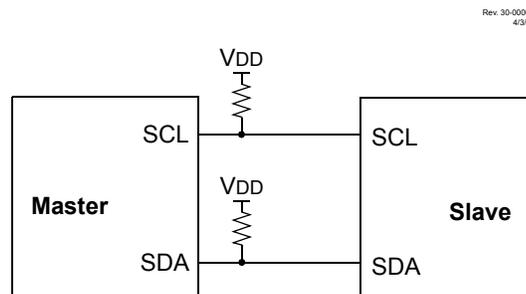 Rev. 30-000
4/3/
VDD
SCL
SCL
VDD
Master
Slave
SDA
SDA